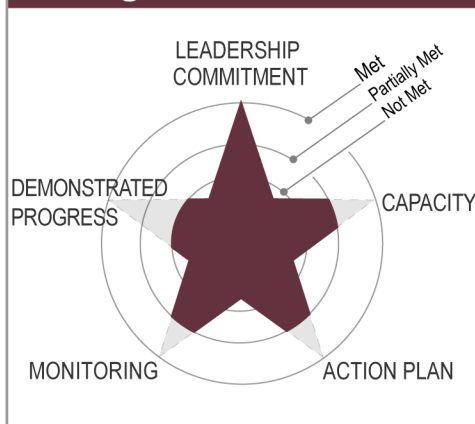 LEADERSHIP
COMMITMENT
Met
Partially Met
Not Met
DEMONSTRATED
PROGRESS
CAPACITY
MONITORING
ACTION PLAN